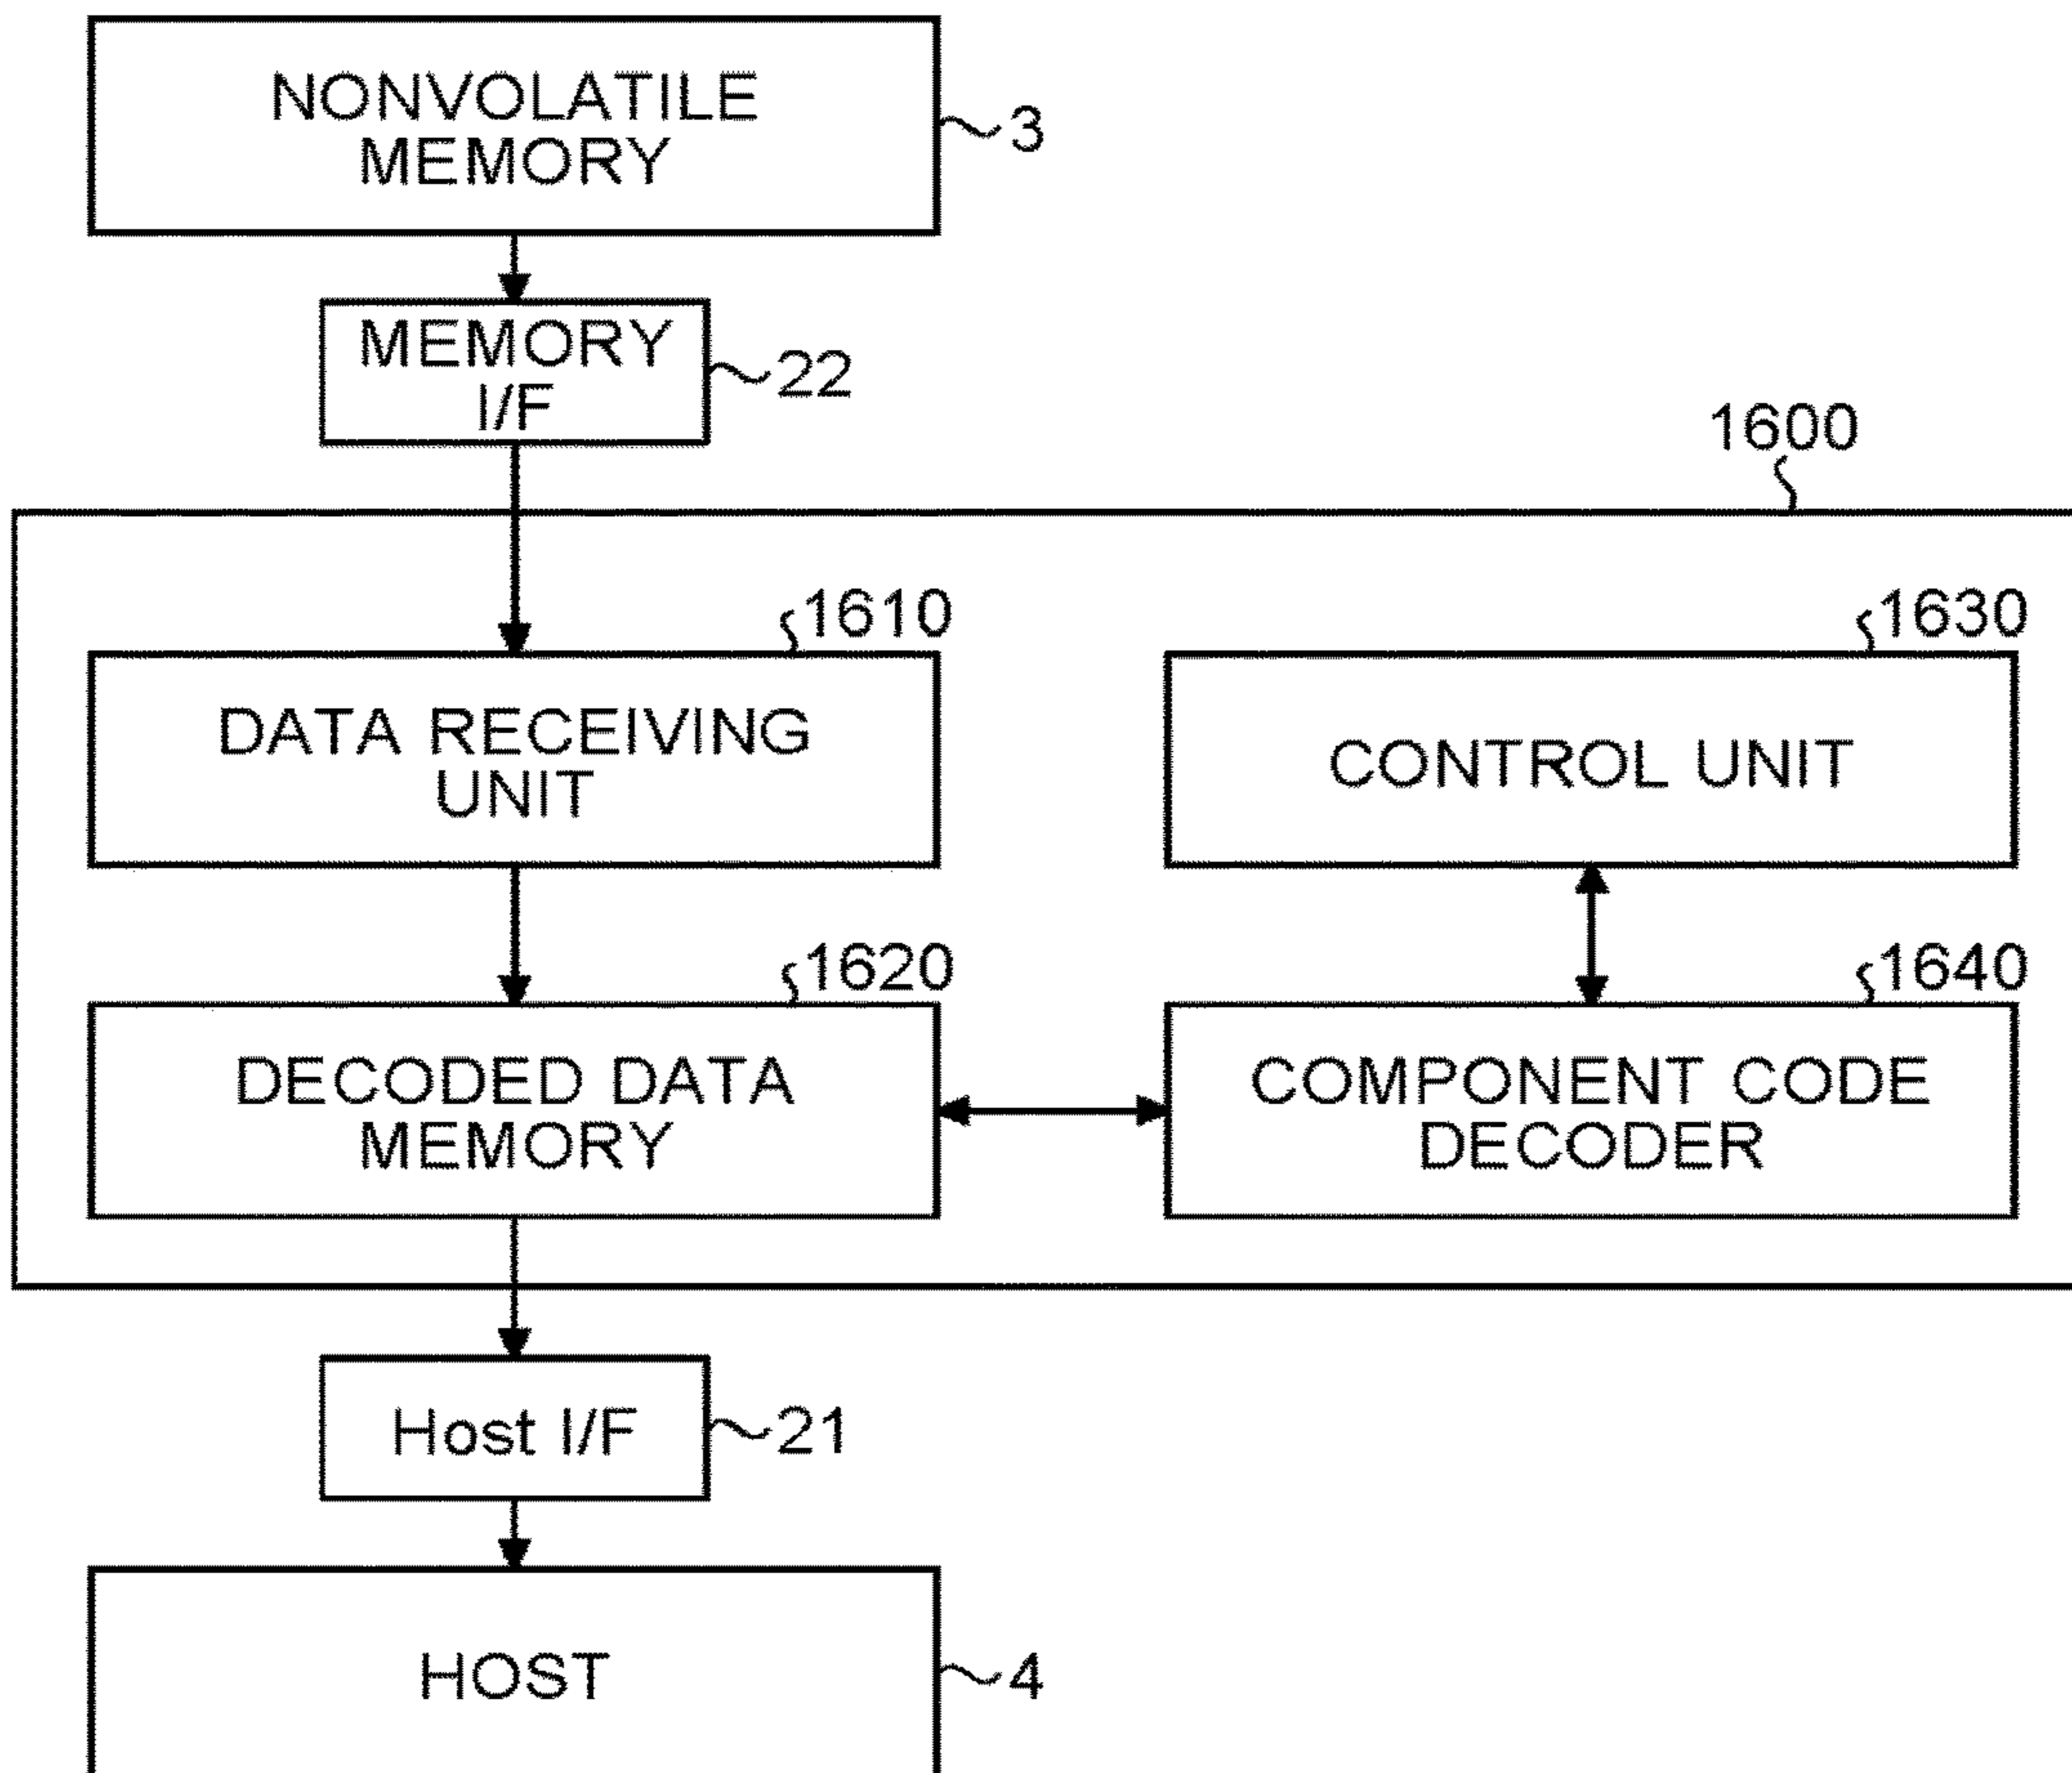 NONVOLATILE
MEMORY
3
MEMORY
I/F
22
1600
1610
DATA RECEIVING
UNIT
1630
CONTROL UNIT
1620
DECODED DATA
MEMORY
1640
COMPONENT CODE
DECODER
Host I/F
21
HOST
4